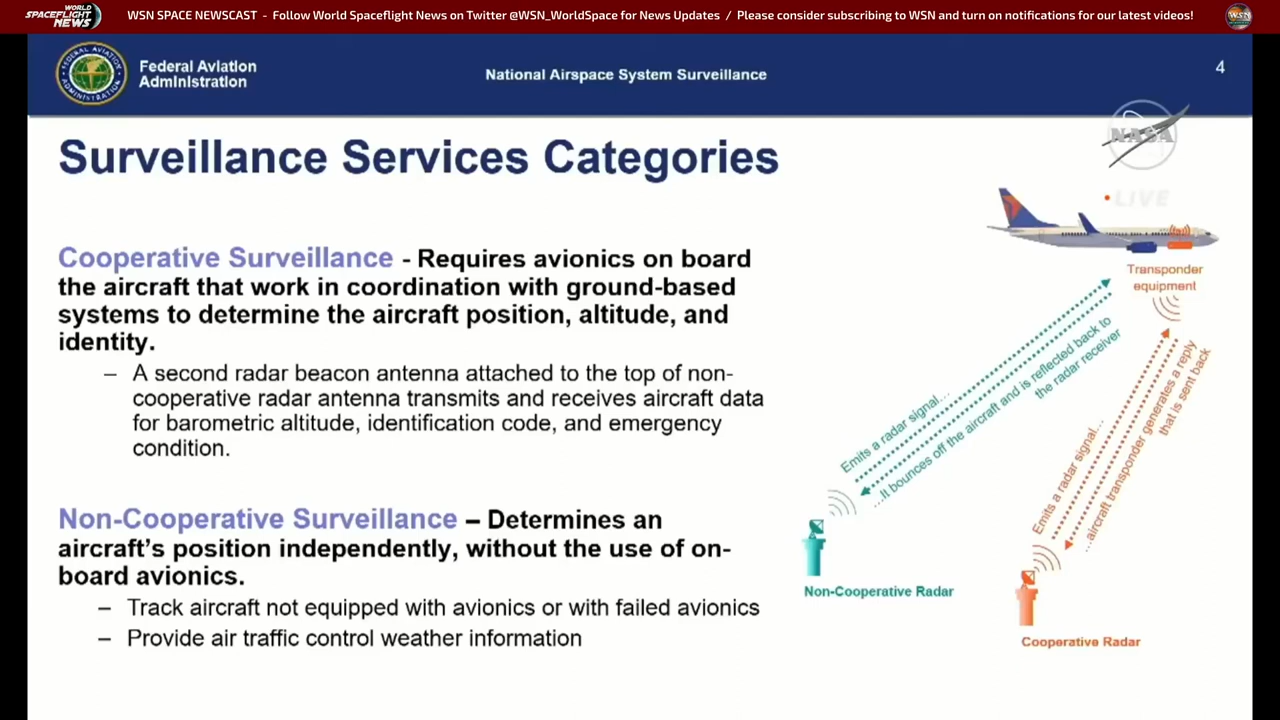 WORLD
SPACEFLIGHT
NEWS
WSN SPACE NEWSCAST - Follow World Spaceflight News on Twitter @WSN_WorldSpace for News Updates / Please consider subscribing to WSN and turn on notifications for our latest videos!
WSN
Federal Aviation
Administration
National Airspace System Surveillance
4
NASA
LIVE
Surveillance Services Categories
Cooperative Surveillance - Requires avionics on board
the aircraft that work in coordination with ground-based
systems to determine the aircraft position, altitude, and
identity.
– A second radar beacon antenna attached to the top of non-
cooperative radar antenna transmits and receives aircraft data
for barometric altitude, identification code, and emergency
condition.
Non-Cooperative Surveillance – Determines an
aircraft's position independently, without the use of on-
board avionics.
– Track aircraft not equipped with avionics or with failed avionics
– Provide air traffic control weather information
Transponder
equipment
Emits a radar signal...
...It bounces off the aircraft and is reflected back to
the radar receiver
Emits a radar signal...
...aircraft transponder generates a reply
that is sent back
Non-Cooperative Radar
Cooperative Radar